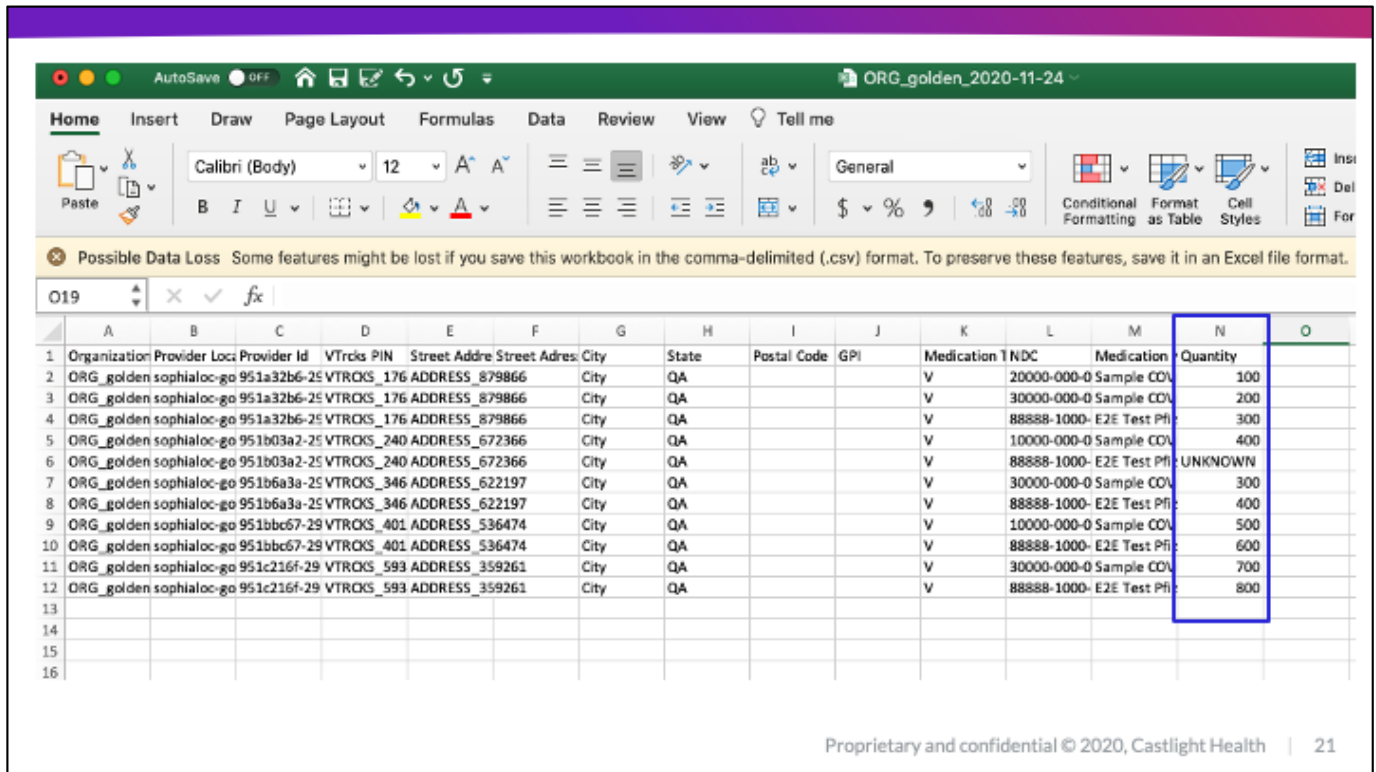 AutoSave OFF ORG_golden_2020-11-24
Home Insert Draw Page Layout Formulas Data Review View Tell me
Paste Calibri (Body) 12 A^ A˅ ab General Conditional Formatting Format as Table Cell Styles Ins Del For
B I U A $ % 9
Possible Data Loss Some features might be lost if you save this workbook in the comma-delimited (.csv) format. To preserve these features, save it in an Excel file format.
O19 fx
A B C D E F G H I J K L M N O
1 Organization Provider Loca Provider Id VTrcks PIN Street Addre Street Adres: City State Postal Code GPI Medication T NDC Medication Quantity
2 ORG_golden sophialoc-go 951a32b6-29 VTRCKS_176 ADDRESS_879866 City QA V 20000-000-0 Sample COV 100
3 ORG_golden sophialoc-go 951a32b6-29 VTRCKS_176 ADDRESS_879866 City QA V 30000-000-0 Sample COV 200
4 ORG_golden sophialoc-go 951a32b6-29 VTRCKS_176 ADDRESS_879866 City QA V 88888-1000- E2E Test Pfi 300
5 ORG_golden sophialoc-go 951b03a2-29 VTRCKS_240 ADDRESS_672366 City QA V 10000-000-0 Sample COV 400
6 ORG_golden sophialoc-go 951b03a2-29 VTRCKS_240 ADDRESS_672366 City QA V 88888-1000- E2E Test Pfi UNKNOWN
7 ORG_golden sophialoc-go 951b6a3a-29 VTRCKS_346 ADDRESS_622197 City QA V 30000-000-0 Sample COV 300
8 ORG_golden sophialoc-go 951b6a3a-29 VTRCKS_346 ADDRESS_622197 City QA V 88888-1000- E2E Test Pfi 400
9 ORG_golden sophialoc-go 951bbc67-29 VTRCKS_401 ADDRESS_536474 City QA V 10000-000-0 Sample COV 500
10 ORG_golden sophialoc-go 951bbc67-29 VTRCKS_401 ADDRESS_536474 City QA V 88888-1000- E2E Test Pfi 600
11 ORG_golden sophialoc-go 951c216f-29 VTRCKS_593 ADDRESS_359261 City QA V 30000-000-0 Sample COV 700
12 ORG_golden sophialoc-go 951c216f-29 VTRCKS_593 ADDRESS_359261 City QA V 88888-1000- E2E Test Pfi 800
13
14
15
16
Proprietary and confidential © 2020, Castlight Health | 21